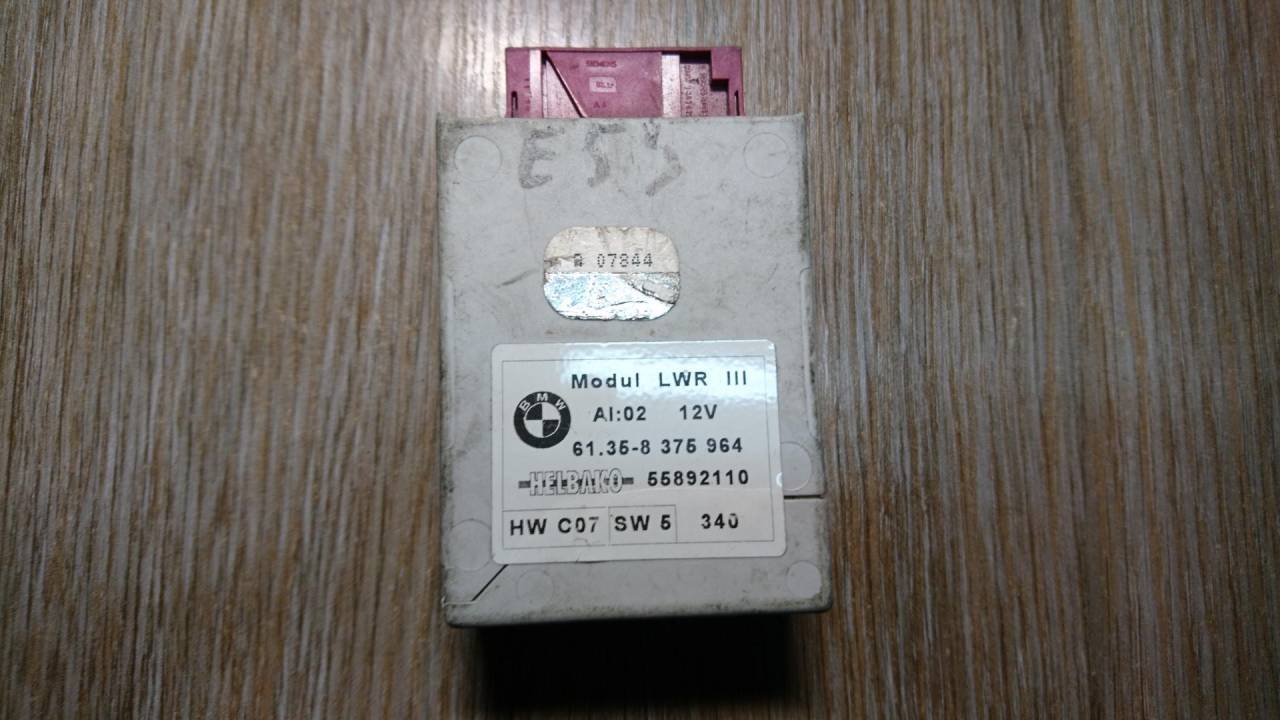 SIEMENS
E53
07844
Modul LWR III
BMW
AI:02 12V
61.35-8 375 964
HELBAKO 55892110
HW C07 SW 5 340